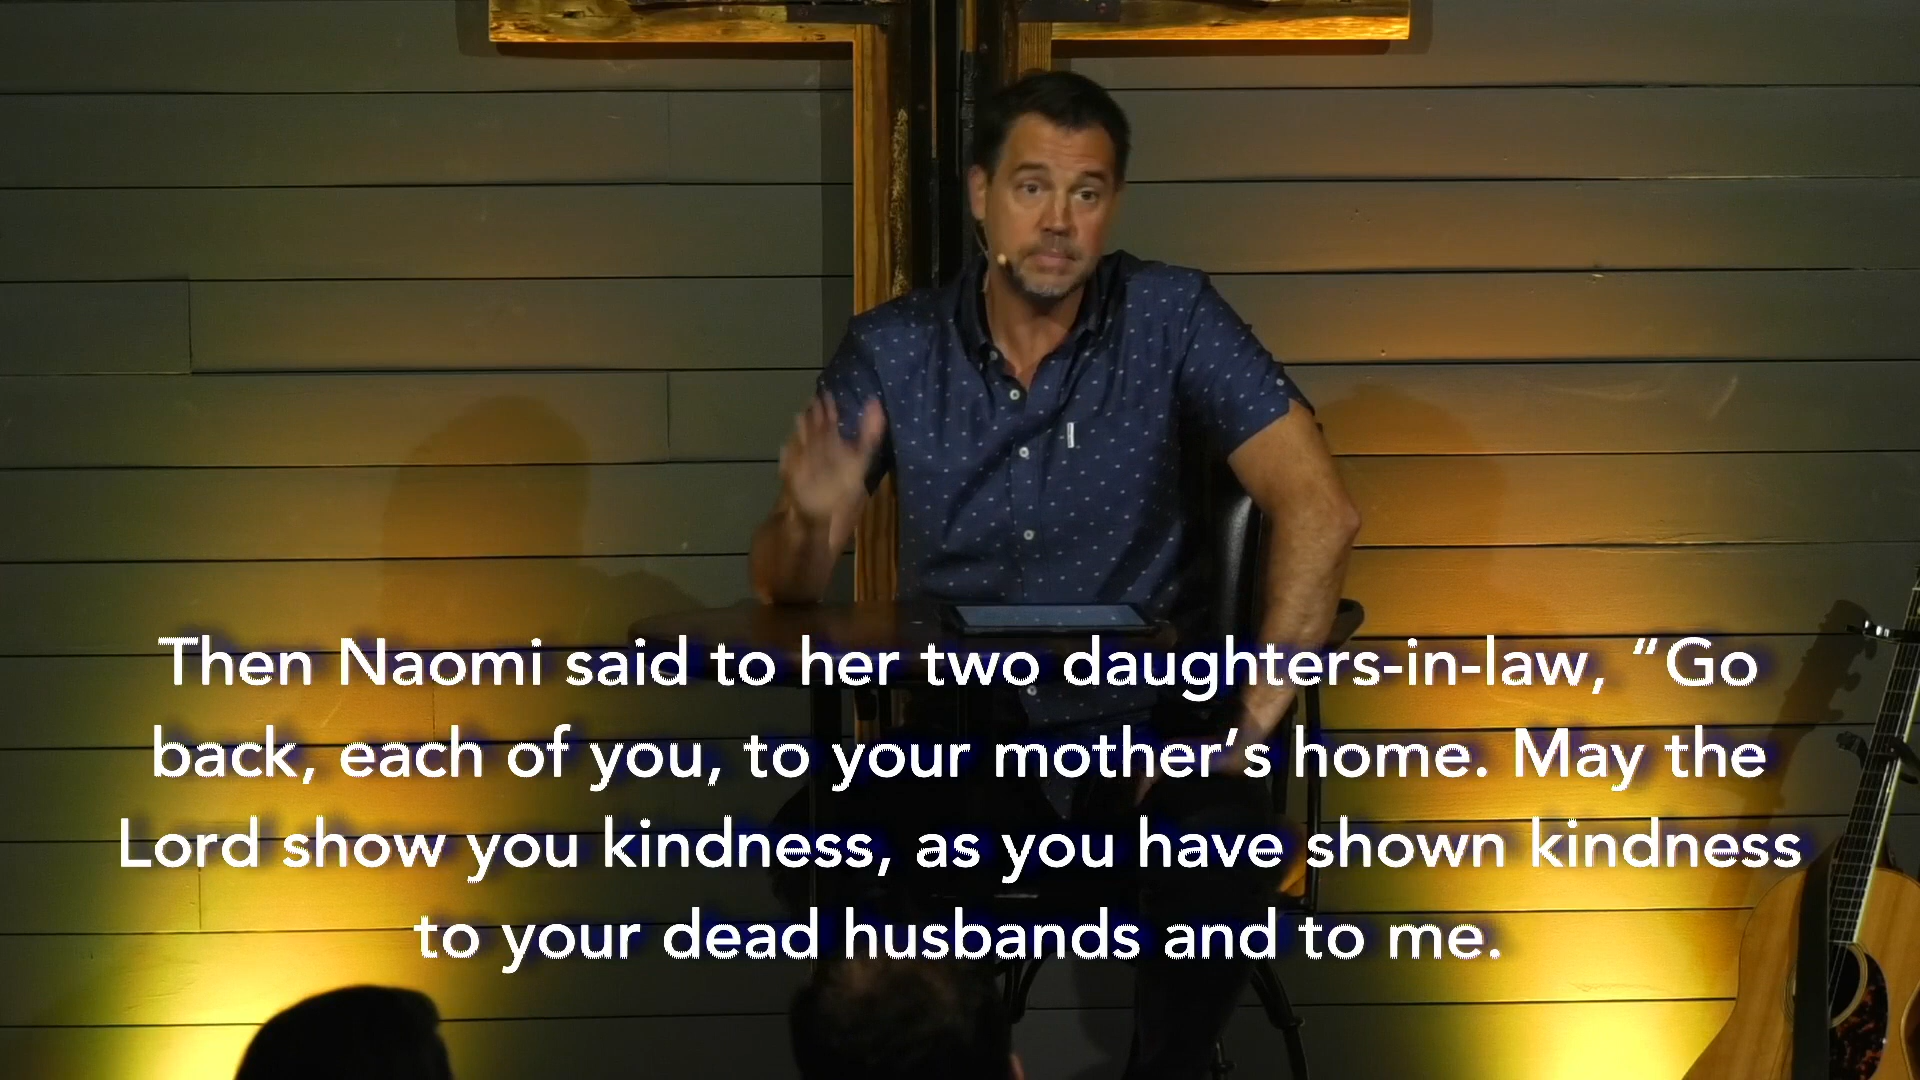 Then Naomi said to her two daughters-in-law, “Go
back, each of you, to your mother’s home. May the
Lord show you kindness, as you have shown kindness
to your dead husbands and to me.